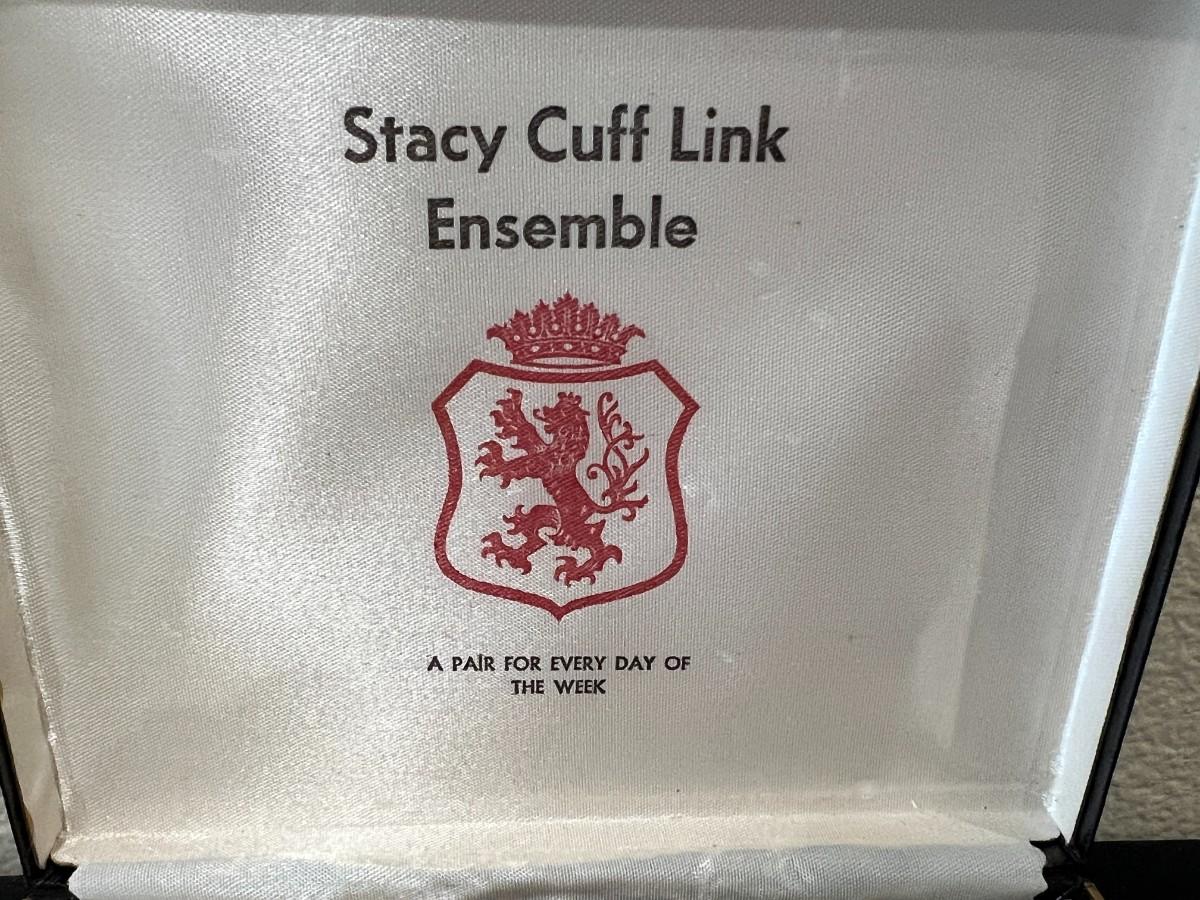 Stacy Cuff Link
Ensemble
A PAIR FOR EVERY DAY OF
THE WEEK